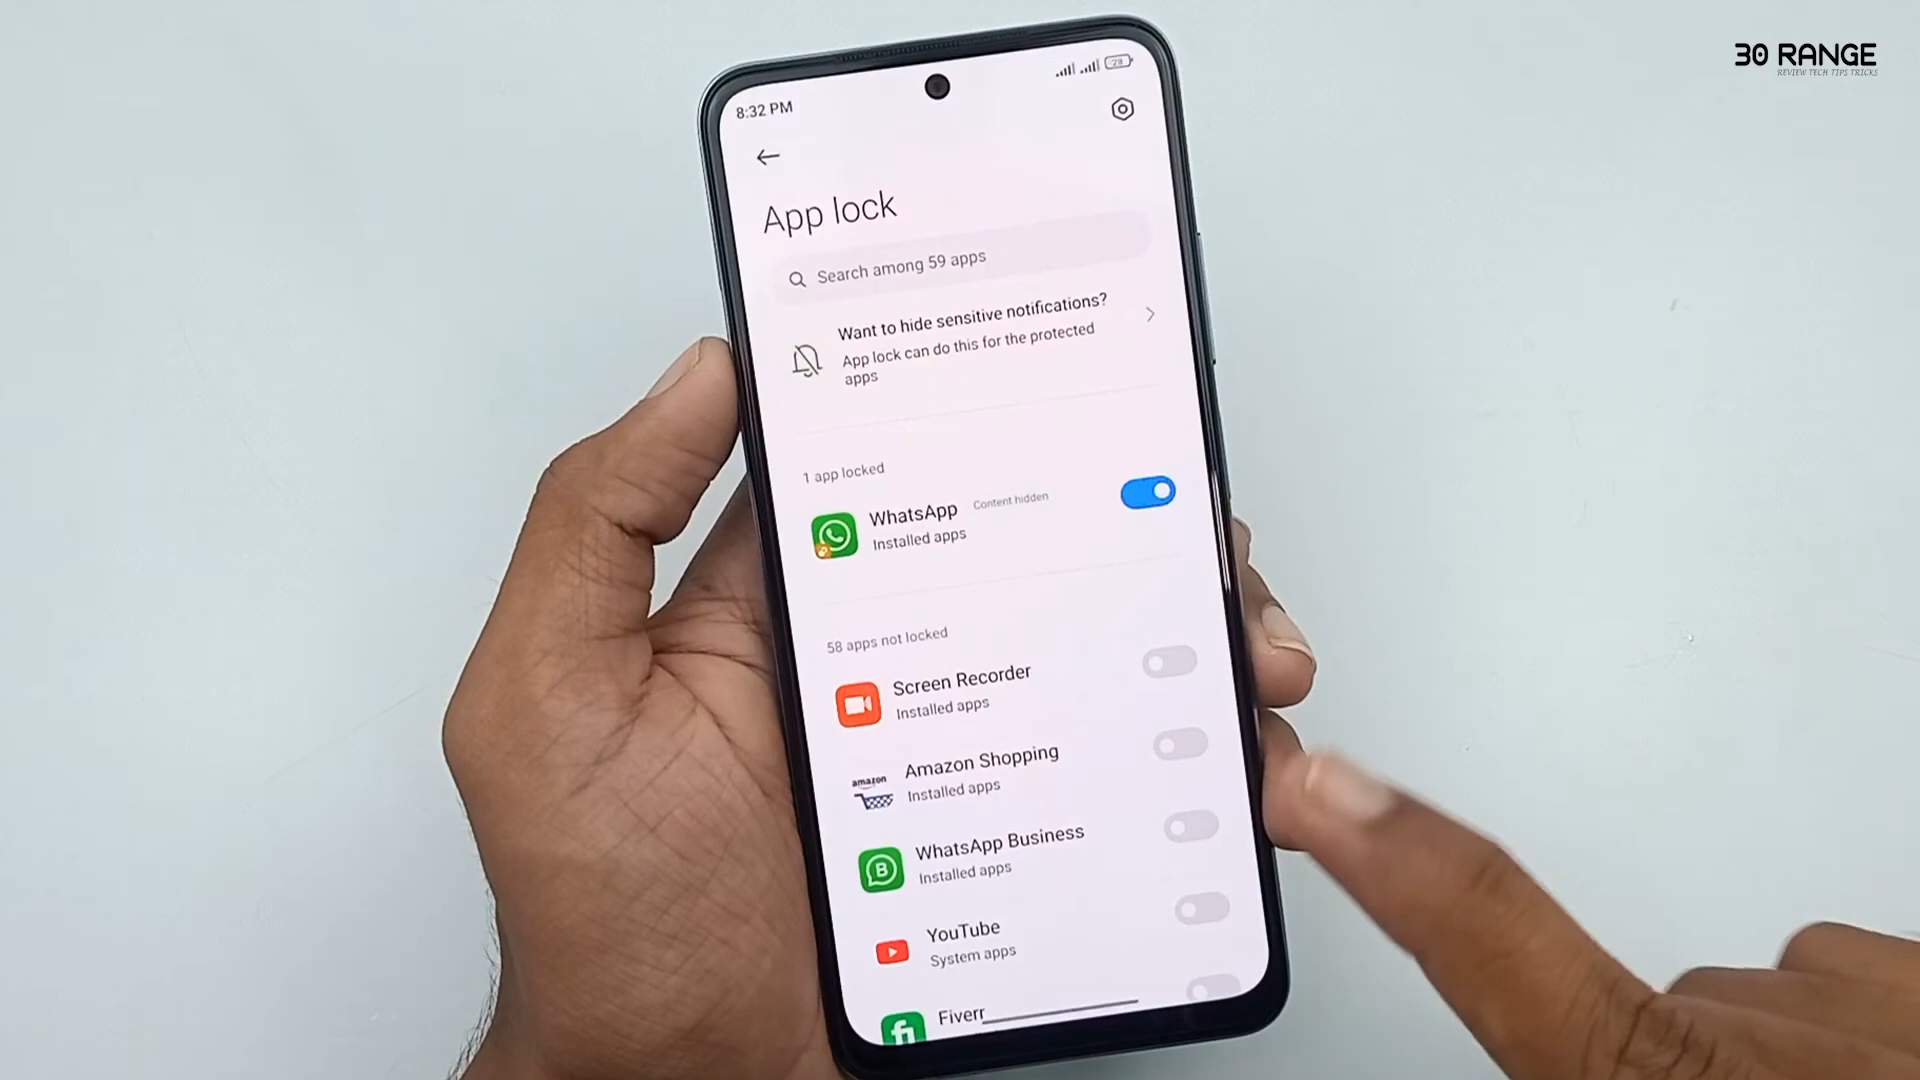 30 RANGE
REVIEW TECH TIPS TRICKS
8:32 PM
28
App lock
Search among 59 apps
Want to hide sensitive notifications?
App lock can do this for the protected
apps
1 app locked
WhatsApp Content hidden
Installed apps
58 apps not locked
Screen Recorder
Installed apps
amazon
Amazon Shopping
Installed apps
B
WhatsApp Business
Installed apps
YouTube
System apps
fi
Fiverr